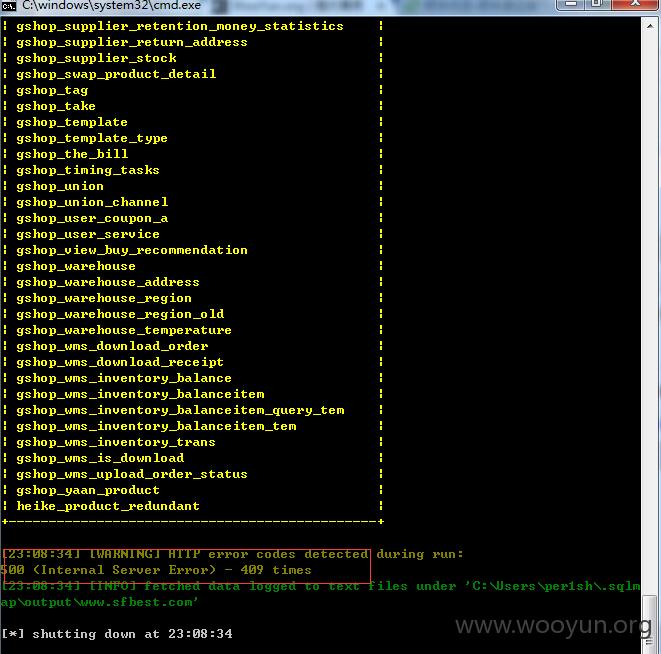 C:\windows\system32\cmd.exe
¦ gshop_supplier_retention_money_statistics ¦
¦ gshop_supplier_return_address ¦
¦ gshop_supplier_stock ¦
¦ gshop_swap_product_detail ¦
¦ gshop_tag ¦
¦ gshop_take ¦
¦ gshop_template ¦
¦ gshop_template_type ¦
¦ gshop_the_bill ¦
¦ gshop_timing_tasks ¦
¦ gshop_union ¦
¦ gshop_union_channel ¦
¦ gshop_user_coupon_a ¦
¦ gshop_user_service ¦
¦ gshop_view_buy_recommendation ¦
¦ gshop_warehouse ¦
¦ gshop_warehouse_address ¦
¦ gshop_warehouse_region ¦
¦ gshop_warehouse_region_old ¦
¦ gshop_warehouse_temperature ¦
¦ gshop_wms_download_order ¦
¦ gshop_wms_download_receipt ¦
¦ gshop_wms_inventory_balance ¦
¦ gshop_wms_inventory_balanceitem ¦
¦ gshop_wms_inventory_balanceitem_query_tem ¦
¦ gshop_wms_inventory_balanceitem_tem ¦
¦ gshop_wms_inventory_trans ¦
¦ gshop_wms_is_download ¦
¦ gshop_wms_upload_order_status ¦
¦ gshop_yaan_product ¦
¦ heike_product_redundant ¦
+----------------------------------------------+
[23:08:34] [WARNING] HTTP error codes detected during run:
500 (Internal Server Error) - 409 times
[23:08:34] [INFO] fetched data logged to text files under 'C:\Users\per1sh\.sqlm
ap\output\www.sfbest.com'
[*] shutting down at 23:08:34
www.wooyun.org